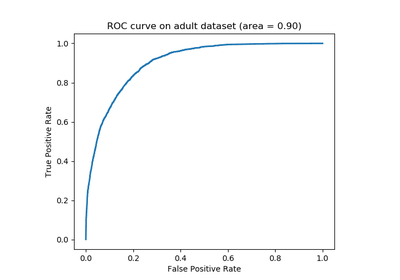 ROC curve on adult dataset (area = 0.90)
1.0
0.8
0.6
0.4
0.2
0.0
True Positive Rate
0.0 0.2 0.4 0.6 0.8 1.0
False Positive Rate